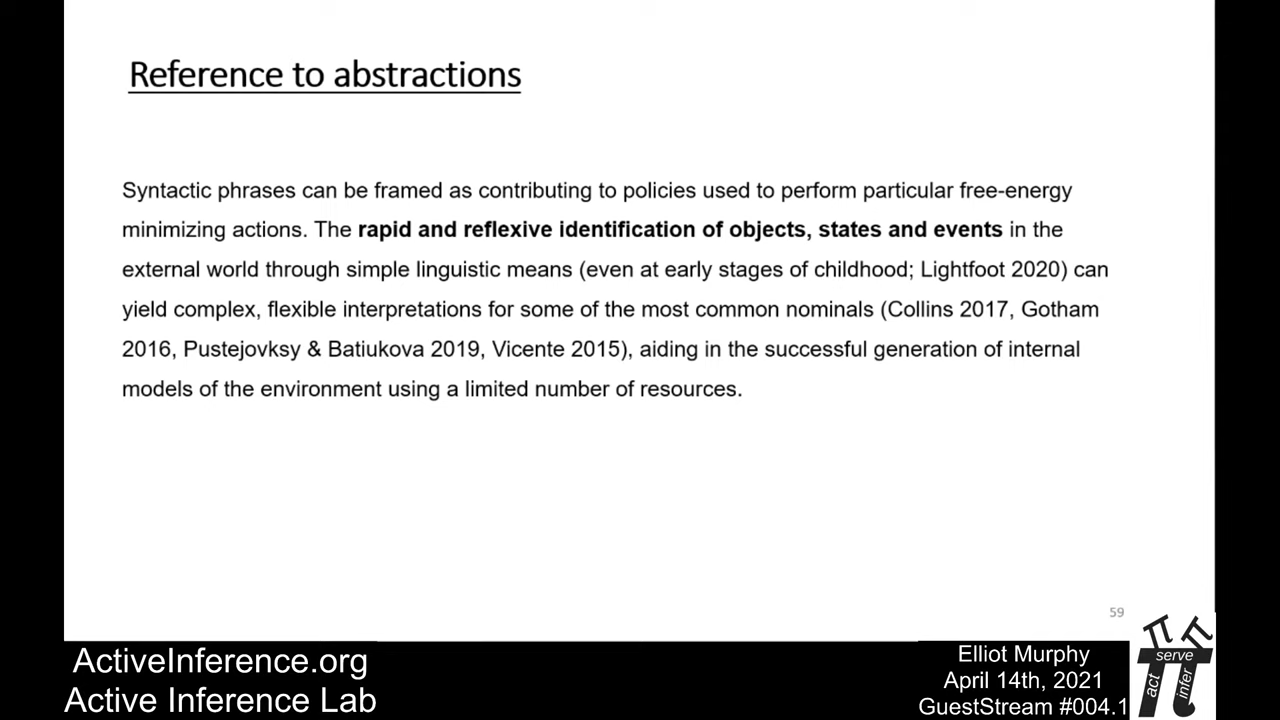 Reference to abstractions
Syntactic phrases can be framed as contributing to policies used to perform particular free-energy
minimizing actions. The rapid and reflexive identification of objects, states and events in the
external world through simple linguistic means (even at early stages of childhood; Lightfoot 2020) can
yield complex, flexible interpretations for some of the most common nominals (Collins 2017, Gotham
2016, Pustejovksy & Batiukova 2019, Vicente 2015), aiding in the successful generation of internal
models of the environment using a limited number of resources.
59
ActiveInference.org
Active Inference Lab
Elliot Murphy
April 14th, 2021
GuestStream #004.1
serve
act
infer